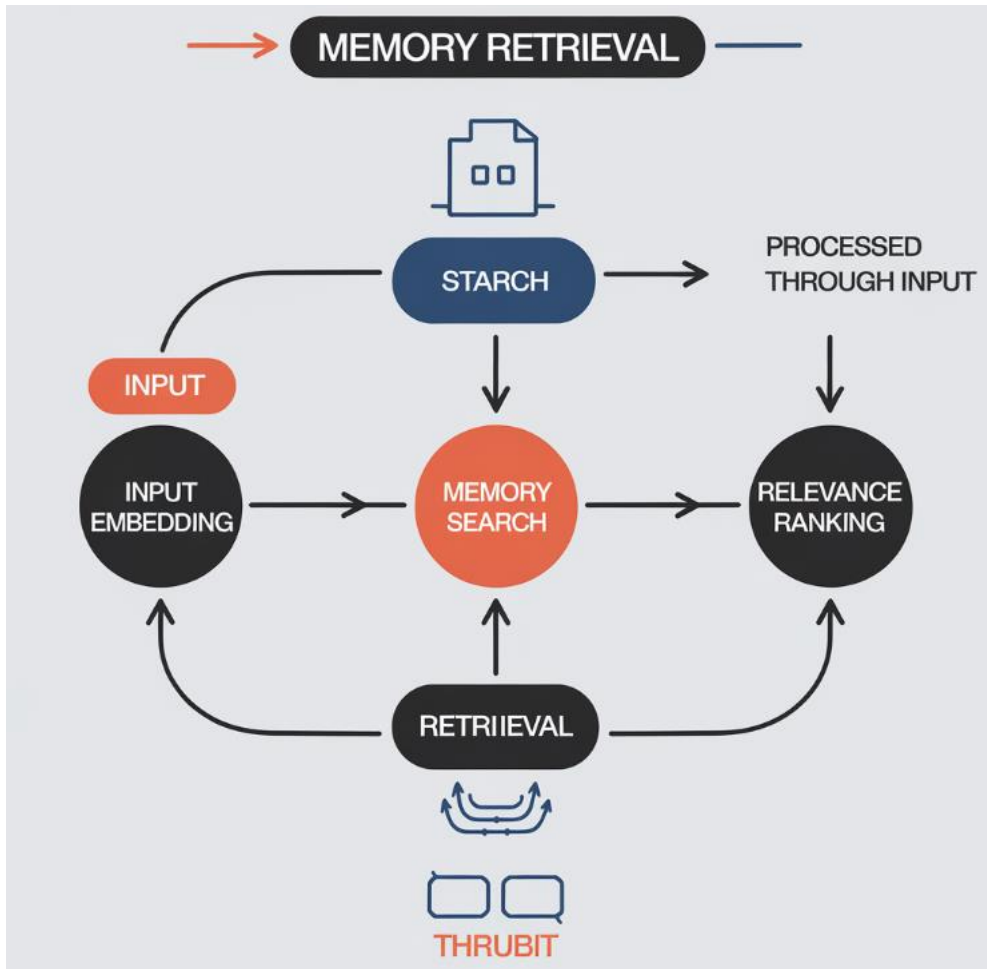 MEMORY RETRIEVAL
STARCH
PROCESSED
THROUGH INPUT
INPUT
INPUT
EMBEDDING
MEMORY
SEARCH
RELEVANCE
RANKING
RETRIIEVAL
THRUBIT